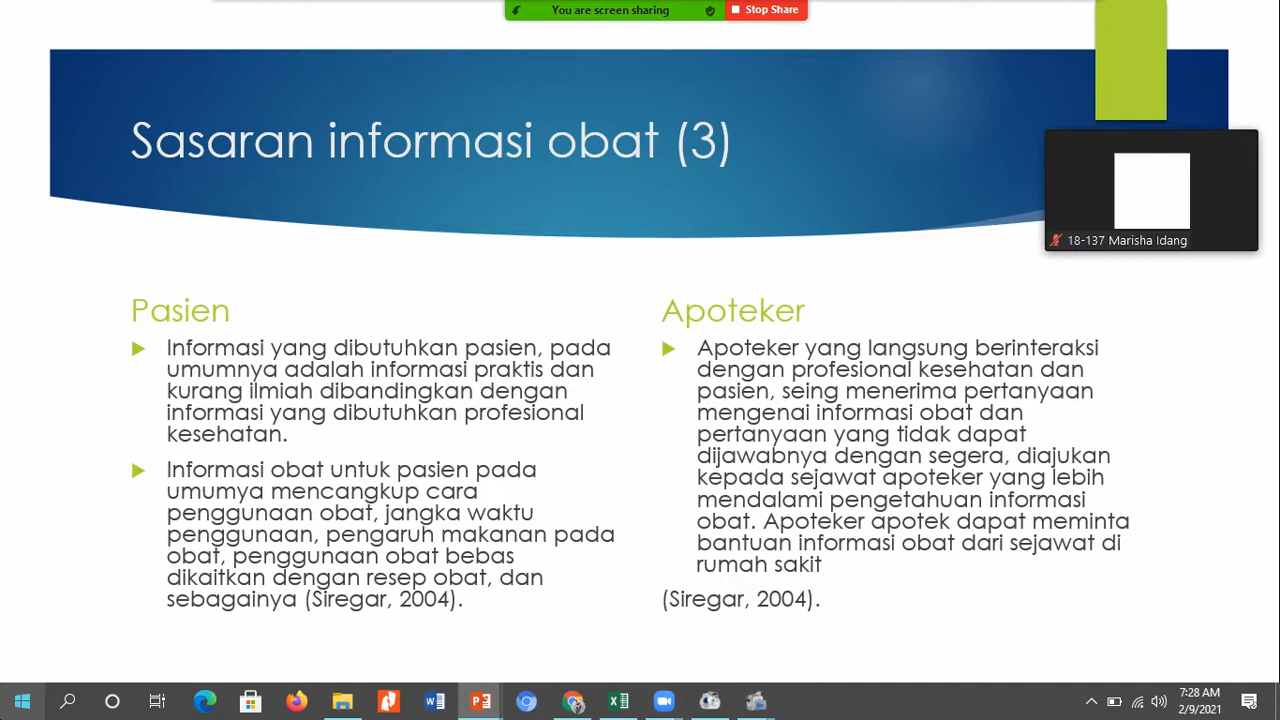 You are screen sharing
Stop Share
Sasaran informasi obat (3)
18-137 Marisha Idang
Pasien
Informasi yang dibutuhkan pasien, pada
umumnya adalah informasi praktis dan
kurang ilmiah dibandingkan dengan
informasi yang dibutuhkan profesional
kesehatan.
Informasi obat untuk pasien pada
umumya mencangkup cara
penggunaan obat, jangka waktu
penggunaan, pengaruh makanan pada
obat, penggunaan obat bebas
dikaitkan dengan resep obat, dan
sebagainya (Siregar, 2004).
Apoteker
Apoteker yang langsung berinteraksi
dengan profesional kesehatan dan
pasien, seing menerima pertanyaan
mengenai informasi obat dan
pertanyaan yang tidak dapat
dijawabnya dengan segera, diajukan
kepada sejawat apoteker yang lebih
mendalami pengetahuan informasi
obat. Apoteker apotek dapat meminta
bantuan informasi obat dari sejawat di
rumah sakit
(Siregar, 2004).
7:28 AM
2/9/2021